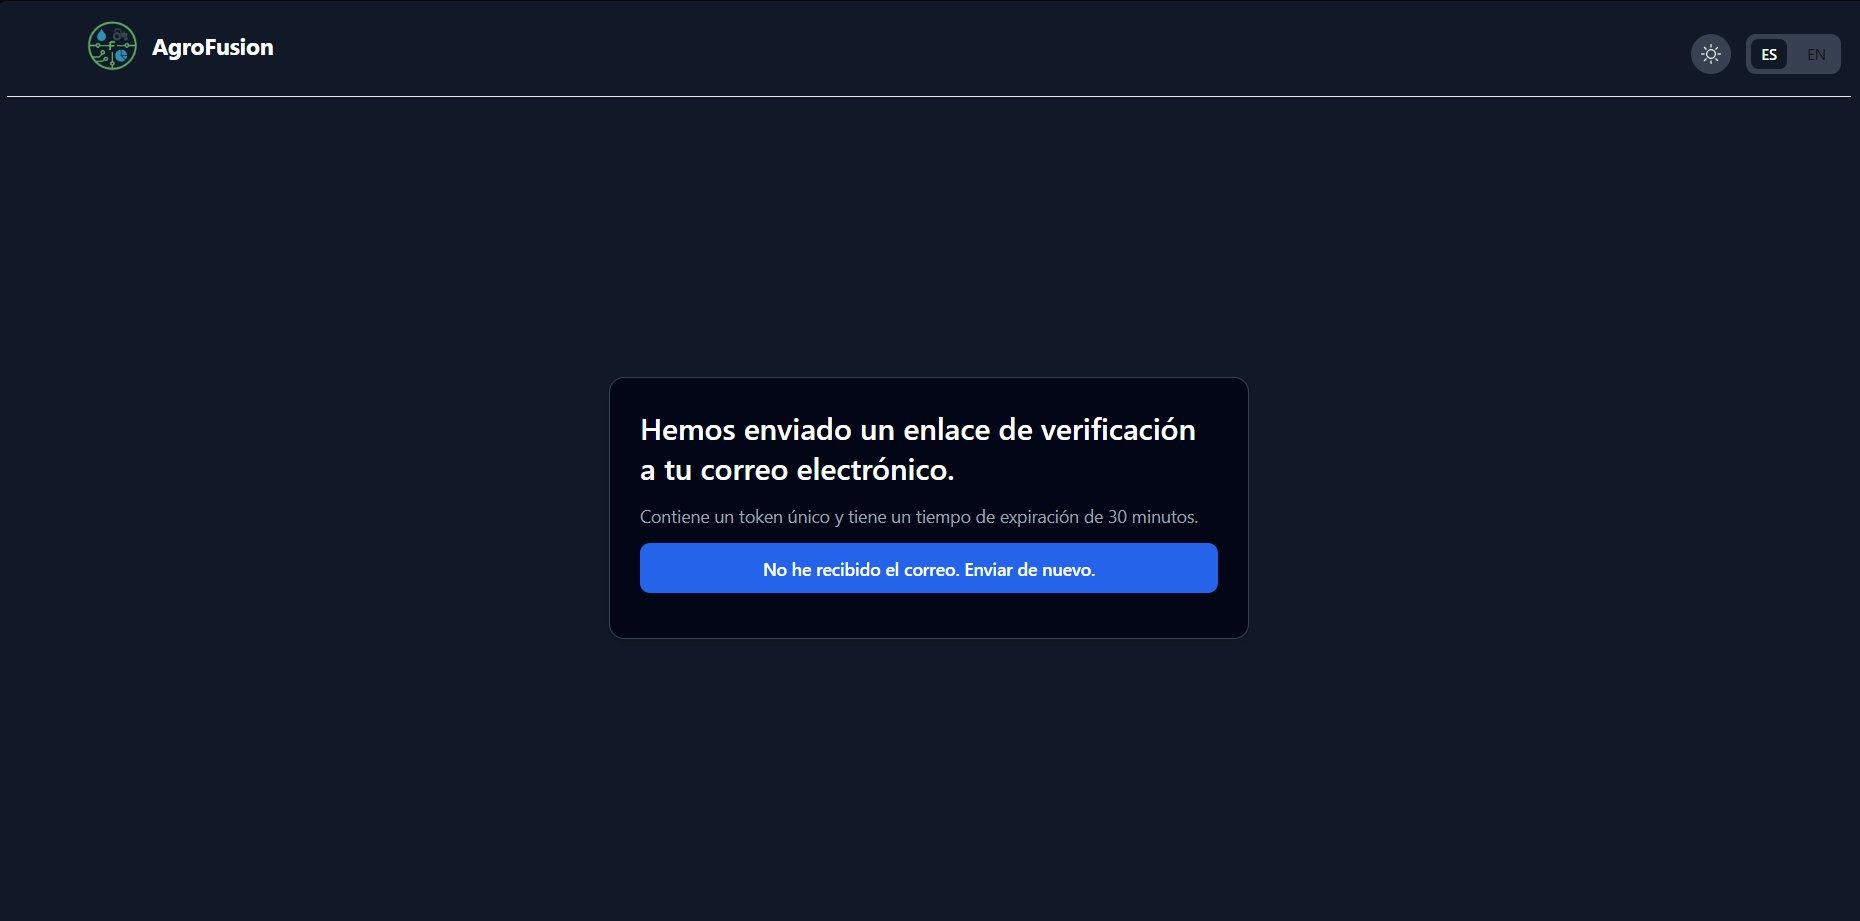 AgroFusion
ES
EN
Hemos enviado un enlace de verificación
a tu correo electrónico.
Contiene un token único y tiene un tiempo de expiración de 30 minutos.
No he recibido el correo. Enviar de nuevo.